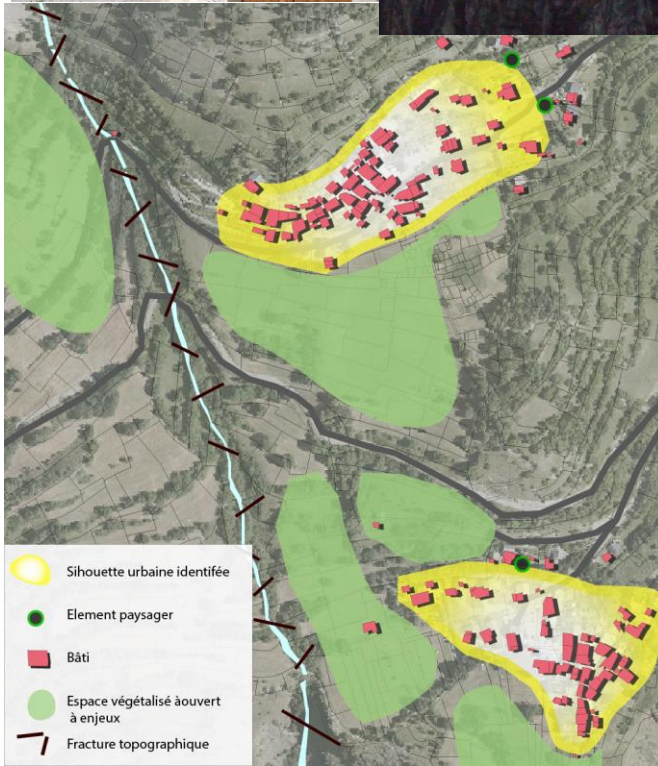 Sihouette urbaine identifée
Element paysager
Bâti
Espace végétalisé àouvert
à enjeux
Fracture topographique